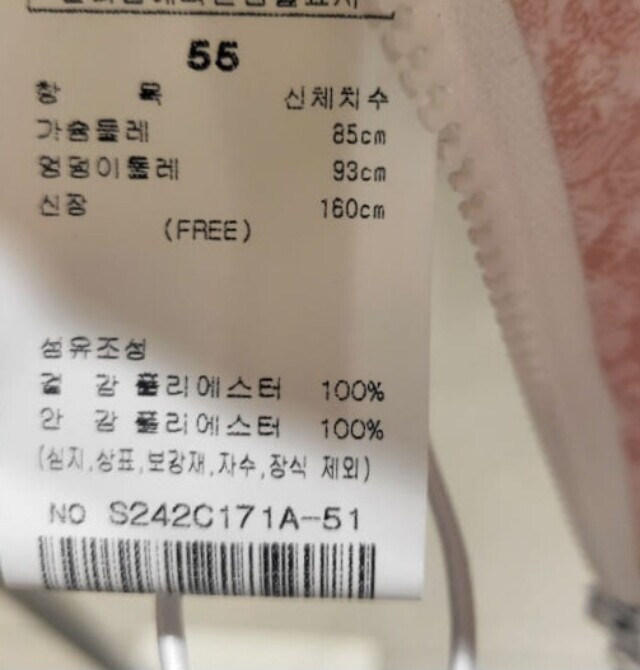 55
항 목 신체치수
가슴둘레 85cm
엉덩이둘레 93cm
신장 160cm
(FREE)
섬유조성
겉 감 폴리에스터 100%
안 감 폴리에스터 100%
(심지,상표,보강재,자수,장식 제외)
NO S242C171A-51